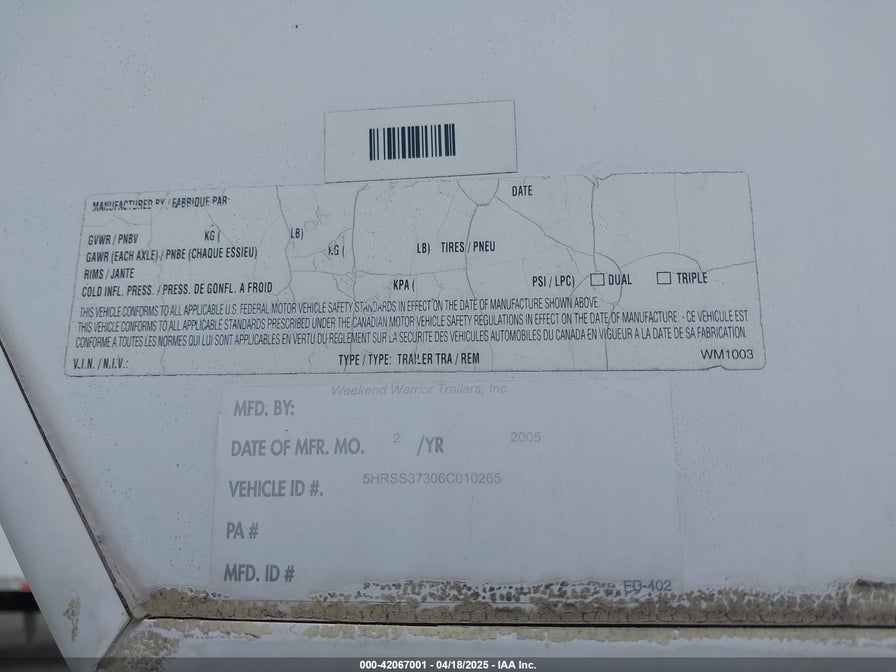 MANUFACTURED BY / FABRIQUE PAR: DATE
GVWR / PNBV KG ( LB)
GAWR (EACH AXLE) / PNBE (CHAQUE ESSIEU) KG ( LB) TIRES / PNEU
RIMS / JANTE
COLD INFL. PRESS. / PRESS. DE GONFL. A FROID KPA ( PSI / LPC) DUAL TRIPLE
THIS VEHICLE CONFORMS TO ALL APPLICABLE U.S. FEDERAL MOTOR VEHICLE SAFETY STANDARDS IN EFFECT ON THE DATE OF MANUFACTURE SHOWN ABOVE.
THIS VEHICLE CONFORMS TO ALL APPLICABLE STANDARDS PRESCRIBED UNDER THE CANADIAN MOTOR VEHICLE SAFETY REGULATIONS IN EFFECT ON THE DATE OF MANUFACTURE. - CE VEHICULE EST
CONFORME A TOUTES LES NORMES QUI LUI SONT APPLICABLES EN VERTU DU REGLEMENT SUR LA SECURITE DES VEHICULES AUTOMOBILES DU CANADA EN VIGUEUR A LA DATE DE SA FABRICATION.
V.I.N. / N.I.V.: TYPE / TYPE: TRAILER TRA / REM WM1003
Weekend Warrior Trailers, Inc.
MFD. BY:
DATE OF MFR. MO. 2 /YR 2005
VEHICLE ID #. 5HRSS37306C010265
PA #
MFD. ID # FD-402
000-42067001 - 04/18/2025 - IAA Inc.